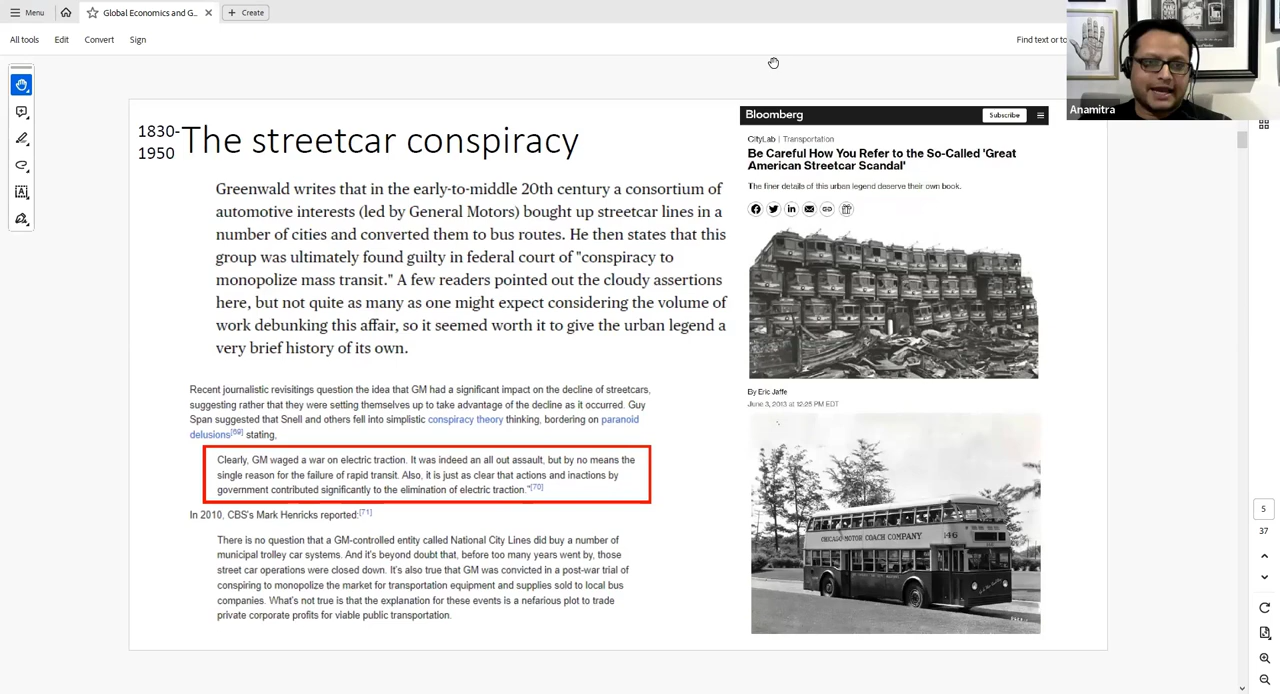 Menu
Global Economics and G...
Create
All tools
Edit
Convert
Sign
Find text or to
Anamitra
1830-
1950
The streetcar conspiracy
Greenwald writes that in the early-to-middle 20th century a consortium of
automotive interests (led by General Motors) bought up streetcar lines in a
number of cities and converted them to bus routes. He then states that this
group was ultimately found guilty in federal court of "conspiracy to
monopolize mass transit." A few readers pointed out the cloudy assertions
here, but not quite as many as one might expect considering the volume of
work debunking this affair, so it seemed worth it to give the urban legend a
very brief history of its own.
Recent journalistic revisitings question the idea that GM had a significant impact on the decline of streetcars,
suggesting rather that they were setting themselves up to take advantage of the decline as it occurred. Guy
Span suggested that Snell and others fell into simplistic conspiracy theory thinking, bordering on paranoid
delusions[69] stating,
Clearly, GM waged a war on electric traction. It was indeed an all out assault, but by no means the
single reason for the failure of rapid transit. Also, it is just as clear that actions and inactions by
government contributed significantly to the elimination of electric traction."[70]
In 2010, CBS's Mark Henricks reported:[71]
There is no question that a GM-controlled entity called National City Lines did buy a number of
municipal trolley car systems. And it's beyond doubt that, before too many years went by, those
street car operations were closed down. It's also true that GM was convicted in a post-war trial of
conspiring to monopolize the market for transportation equipment and supplies sold to local bus
companies. What's not true is that the explanation for these events is a nefarious plot to trade
private corporate profits for viable public transportation.
Bloomberg
Subscribe
CityLab | Transportation
Be Careful How You Refer to the So-Called 'Great
American Streetcar Scandal'
The finer details of this urban legend deserve their own book.
By Eric Jaffe
June 3, 2013 at 12:25 PM EDT
CHICAGO MOTOR COACH COMPANY
146
5
37